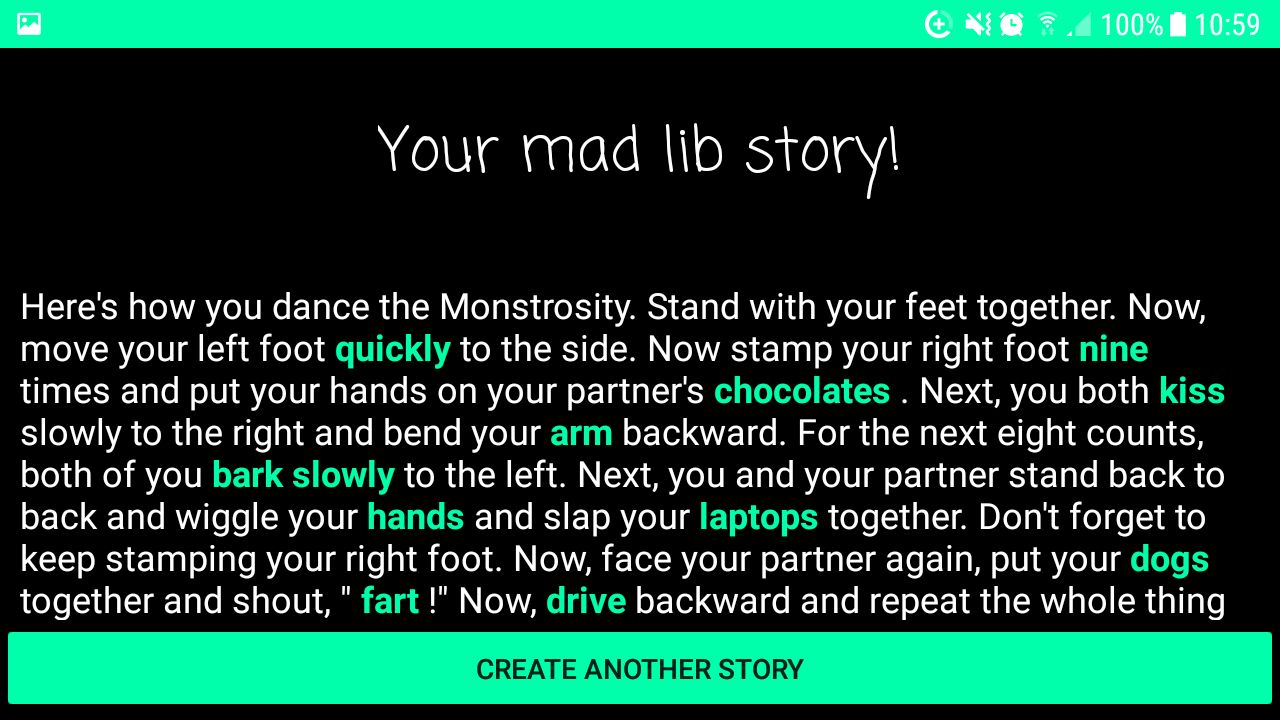 100% 10:59
Your mad lib story!
Here's how you dance the Monstrosity. Stand with your feet together. Now,
move your left foot quickly to the side. Now stamp your right foot nine
times and put your hands on your partner's chocolates . Next, you both kiss
slowly to the right and bend your arm backward. For the next eight counts,
both of you bark slowly to the left. Next, you and your partner stand back to
back and wiggle your hands and slap your laptops together. Don't forget to
keep stamping your right foot. Now, face your partner again, put your dogs
together and shout, " fart !" Now, drive backward and repeat the whole thing
CREATE ANOTHER STORY